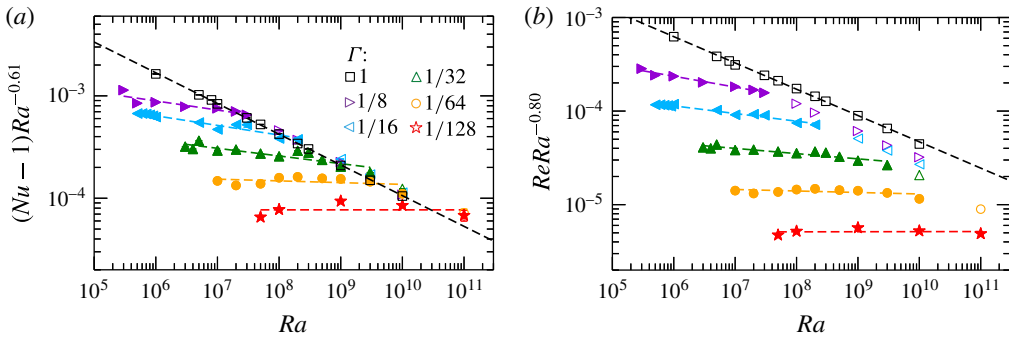 (a)
(Nu − 1)Ra^{−0.61}
10^{−3}
10^{−4}
Γ:
1
1/8
1/16
1/32
1/64
1/128
10^5 10^6 10^7 10^8 10^9 10^{10} 10^{11}
Ra
(b)
ReRa^{−0.80}
10^{−3}
10^{−4}
10^{−5}
10^5 10^6 10^7 10^8 10^9 10^{10} 10^{11}
Ra